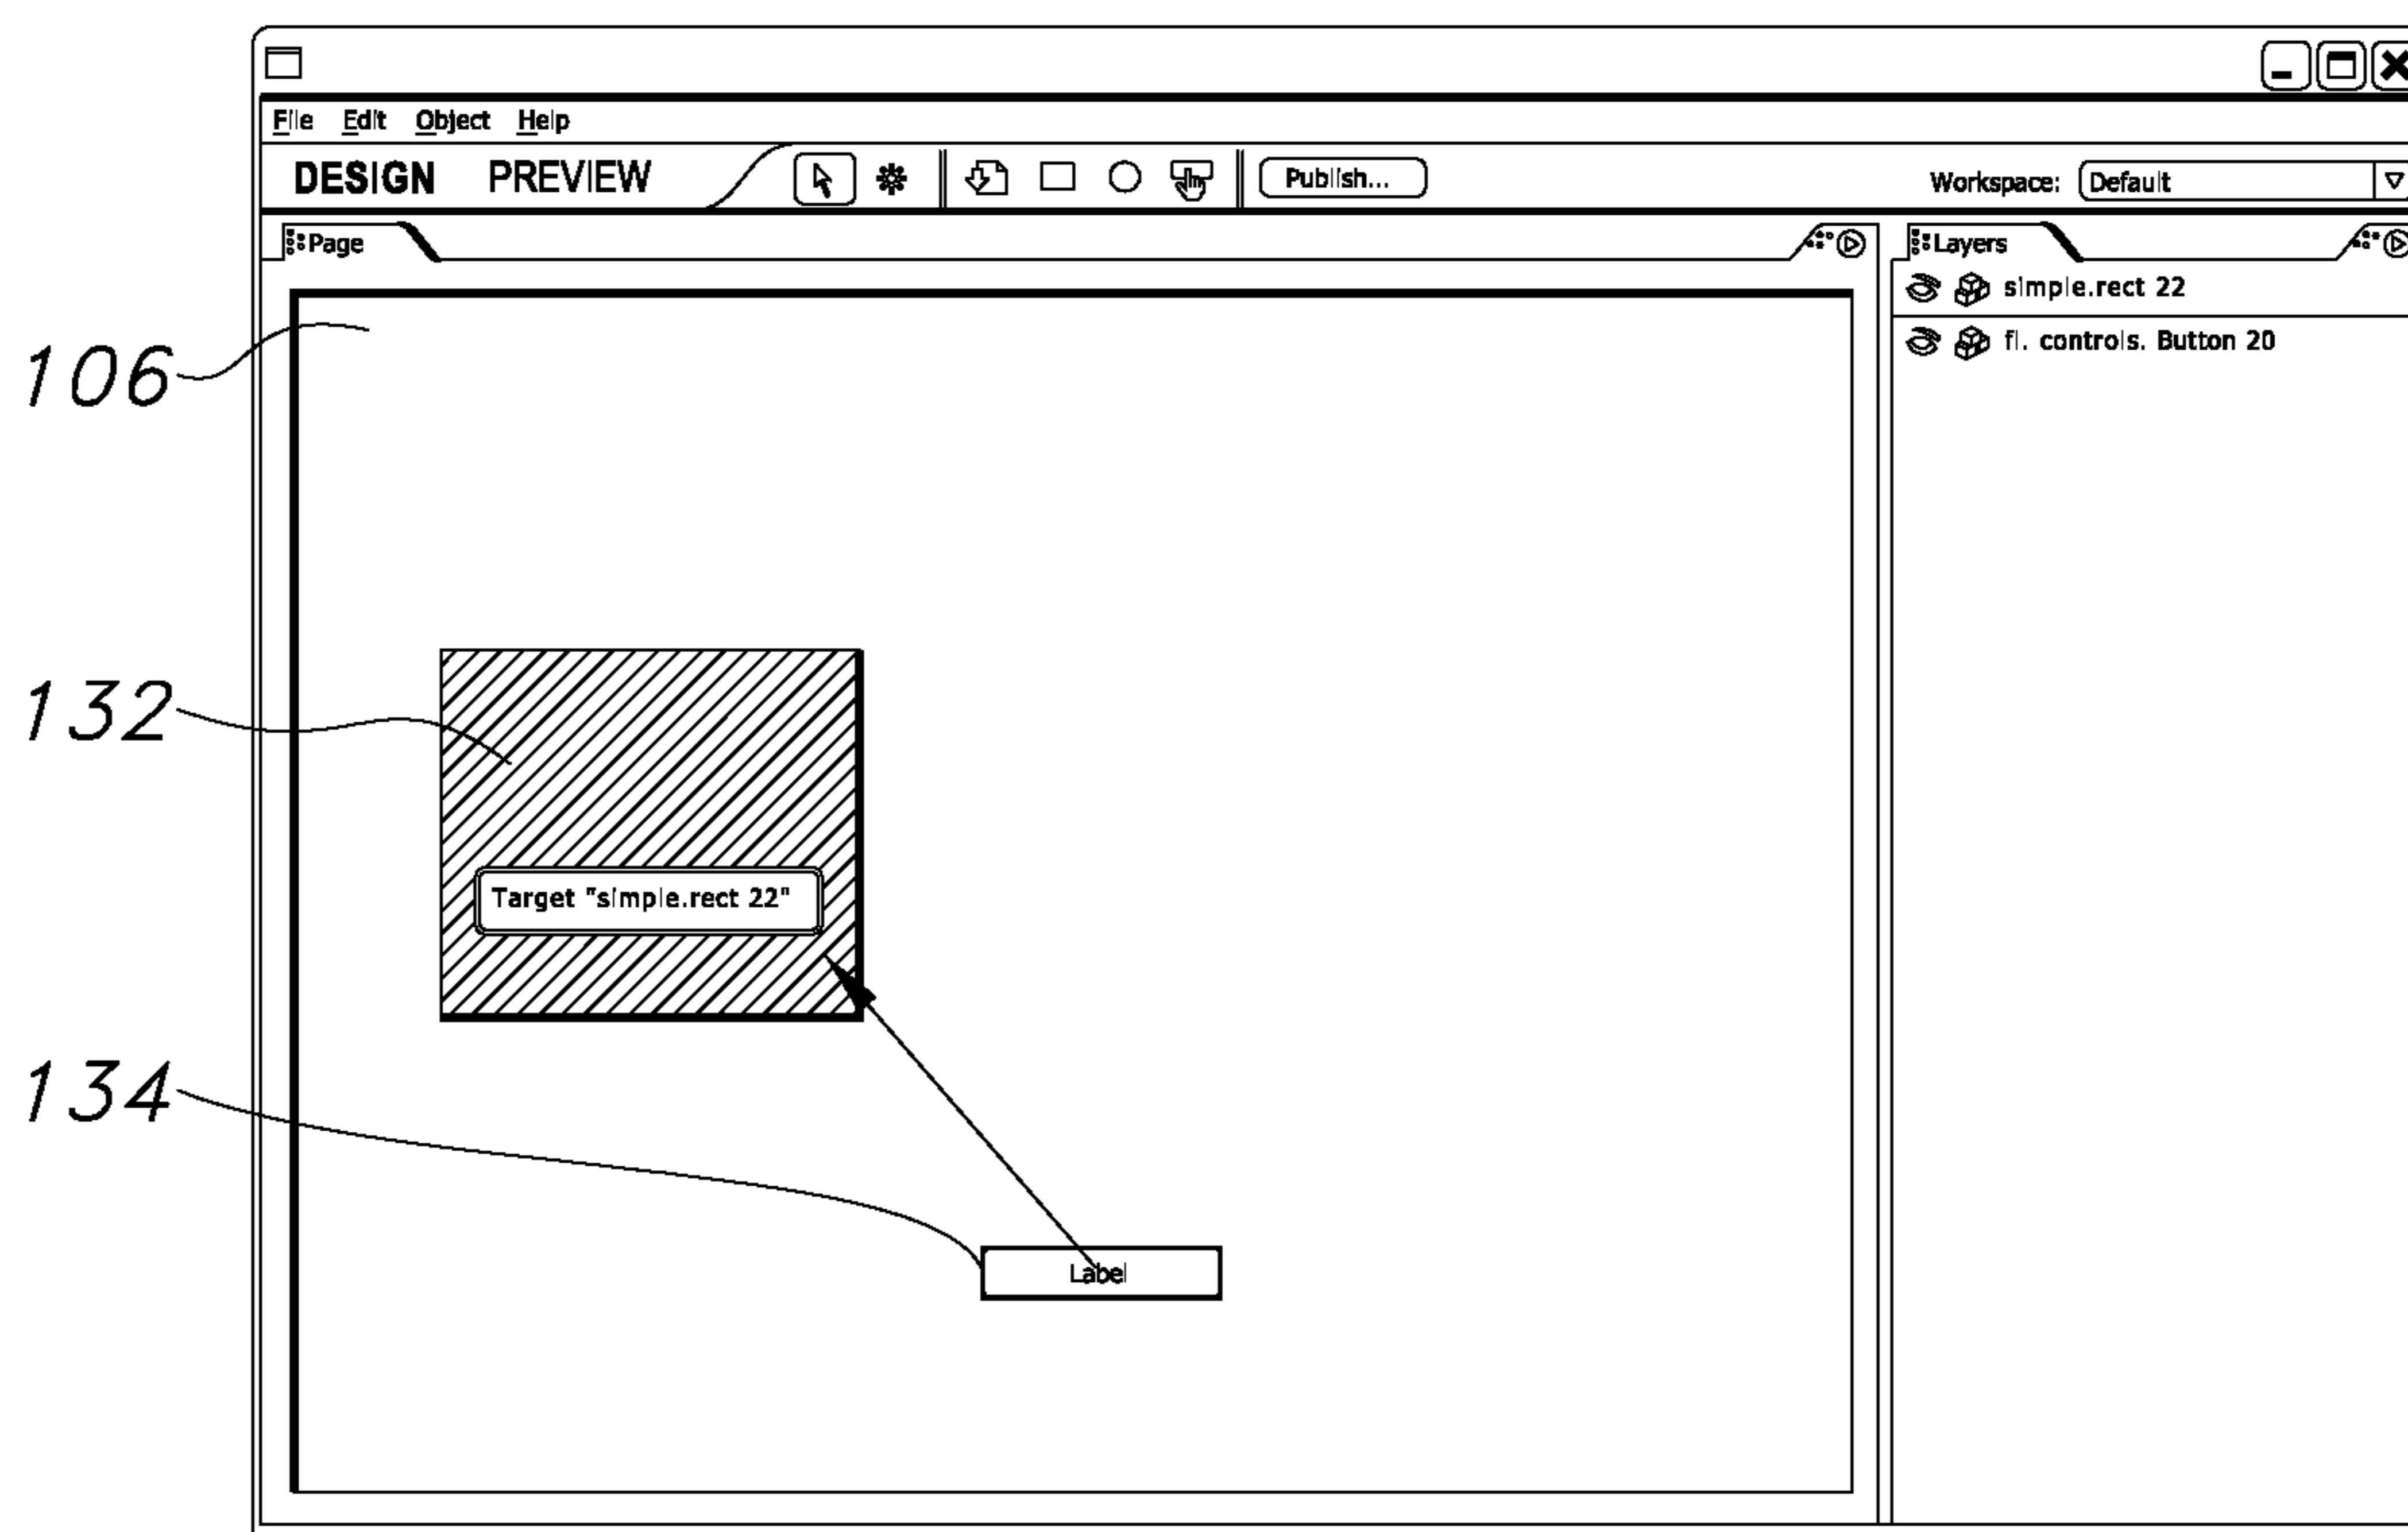 File Edit Object Help
DESIGN PREVIEW Publish... Workspace: Default
Page Layers
simple.rect 22
fl. controls. Button 20
106
132
Target "simple.rect 22"
134
Label